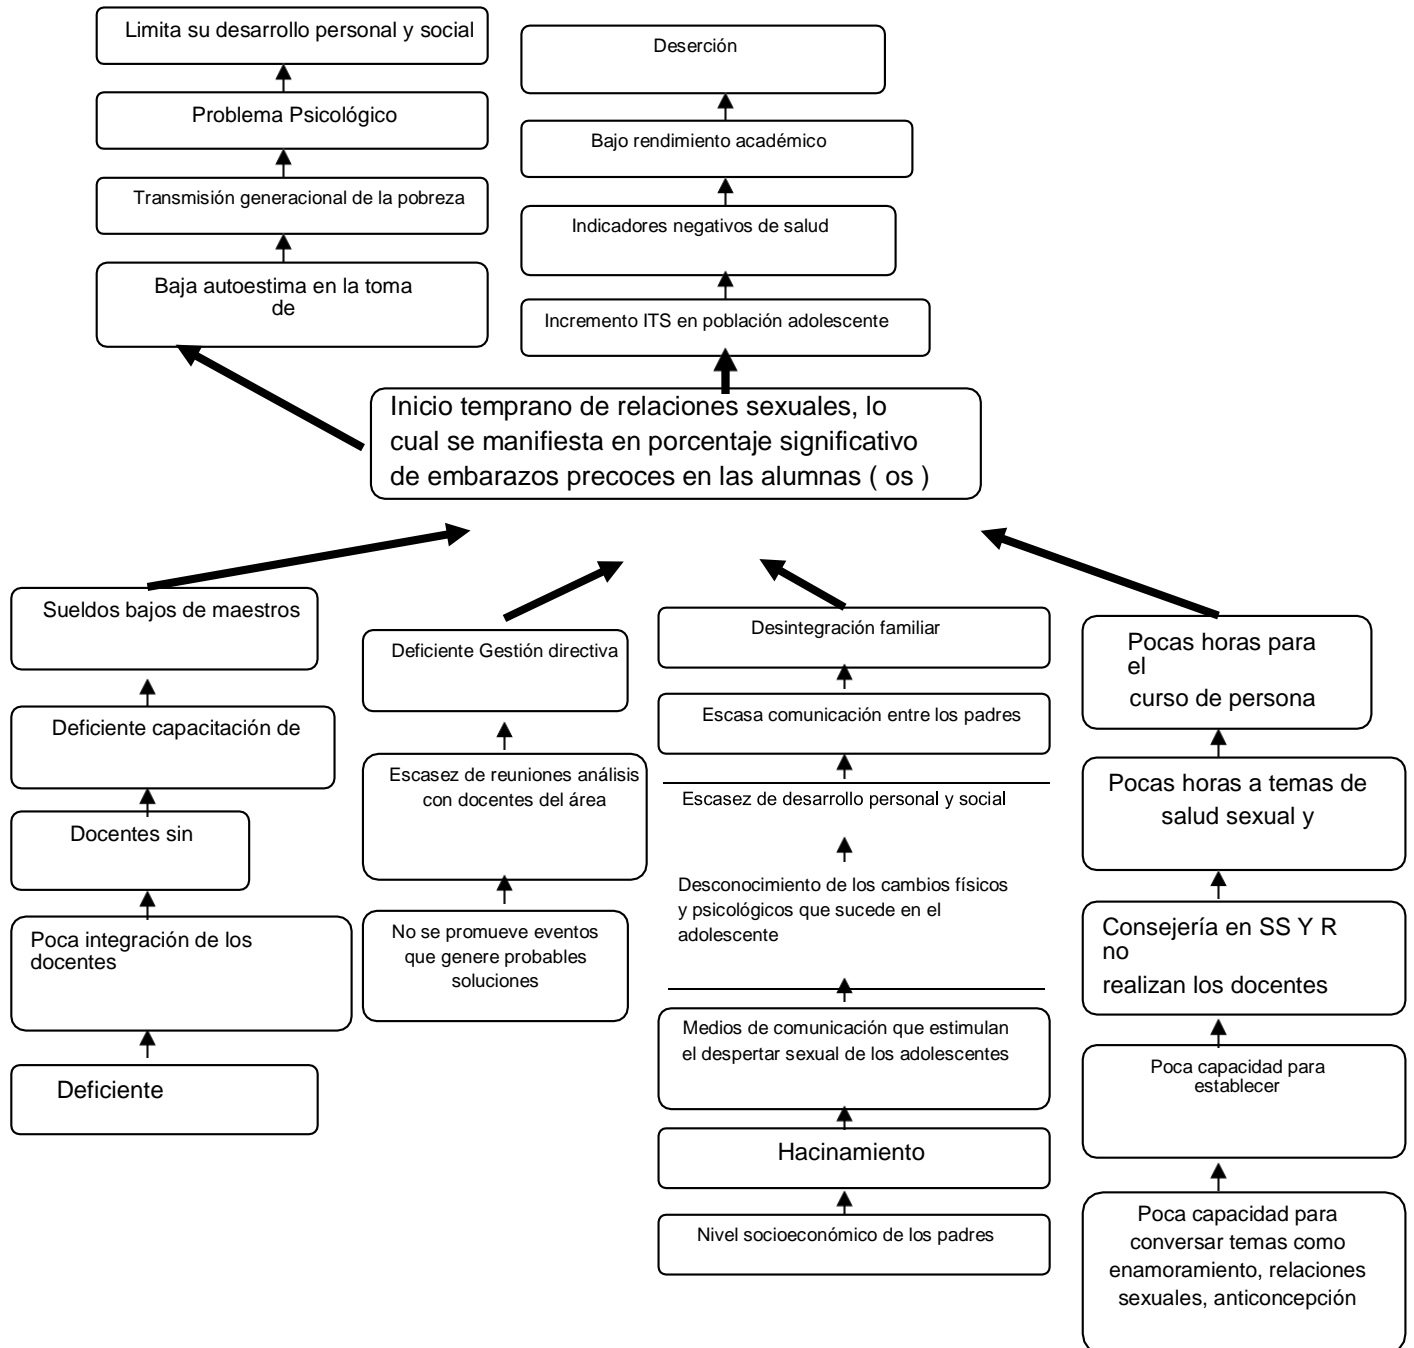 Limita su desarrollo personal y social
Problema Psicológico
Transmisión generacional de la pobreza
Baja autoestima en la toma
de
Deserción
Bajo rendimiento académico
Indicadores negativos de salud
Incremento ITS en población adolescente
Inicio temprano de relaciones sexuales, lo
cual se manifiesta en porcentaje significativo
de embarazos precoces en las alumnas ( os )
Sueldos bajos de maestros
Deficiente capacitación de
Docentes sin
Poca integración de los
docentes
Deficiente
Deficiente Gestión directiva
Escasez de reuniones análisis
con docentes del área
No se promueve eventos
que genere probables
soluciones
Desintegración familiar
Escasa comunicación entre los padres
Escasez de desarrollo personal y social
Desconocimiento de los cambios físicos
y psicológicos que sucede en el
adolescente
Medios de comunicación que estimulan
el despertar sexual de los adolescentes
Hacinamiento
Nivel socioeconómico de los padres
Pocas horas para
el
curso de persona
Pocas horas a temas de
salud sexual y
Consejería en SS Y R
no
realizan los docentes
Poca capacidad para
establecer
Poca capacidad para
conversar temas como
enamoramiento, relaciones
sexuales, anticoncepción